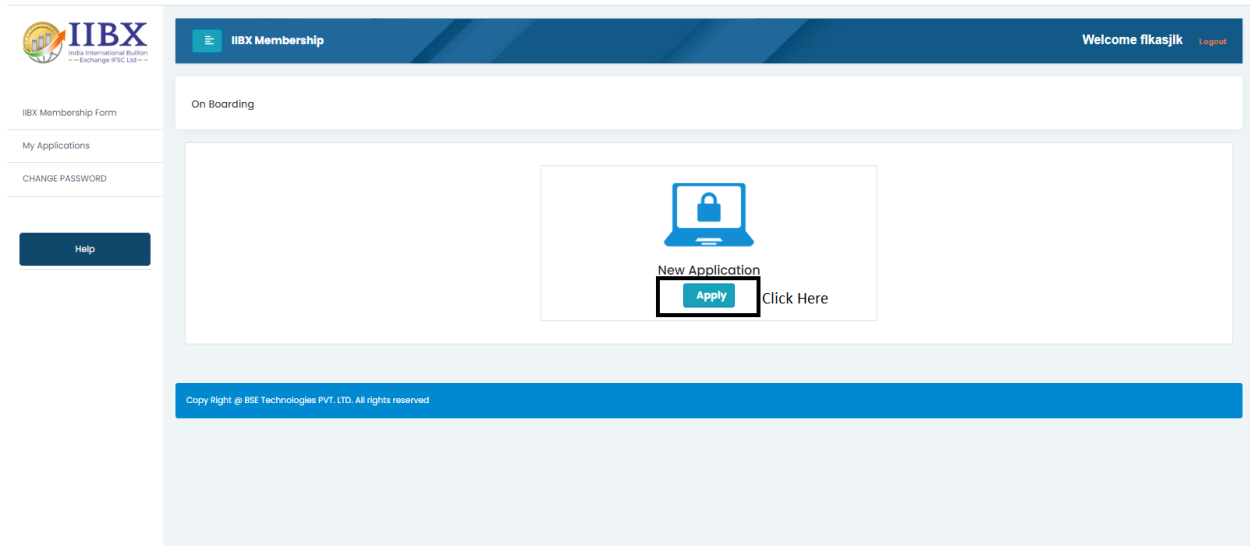 IIBX
India International Bullion
Exchange IFSC Ltd
IIBX Membership
Welcome flkasjlk
Logout
IIBX Membership Form
My Applications
CHANGE PASSWORD
Help
On Boarding
New Application
Apply
Click Here
Copy Right @ BSE Technologies PVT. LTD. All rights reserved